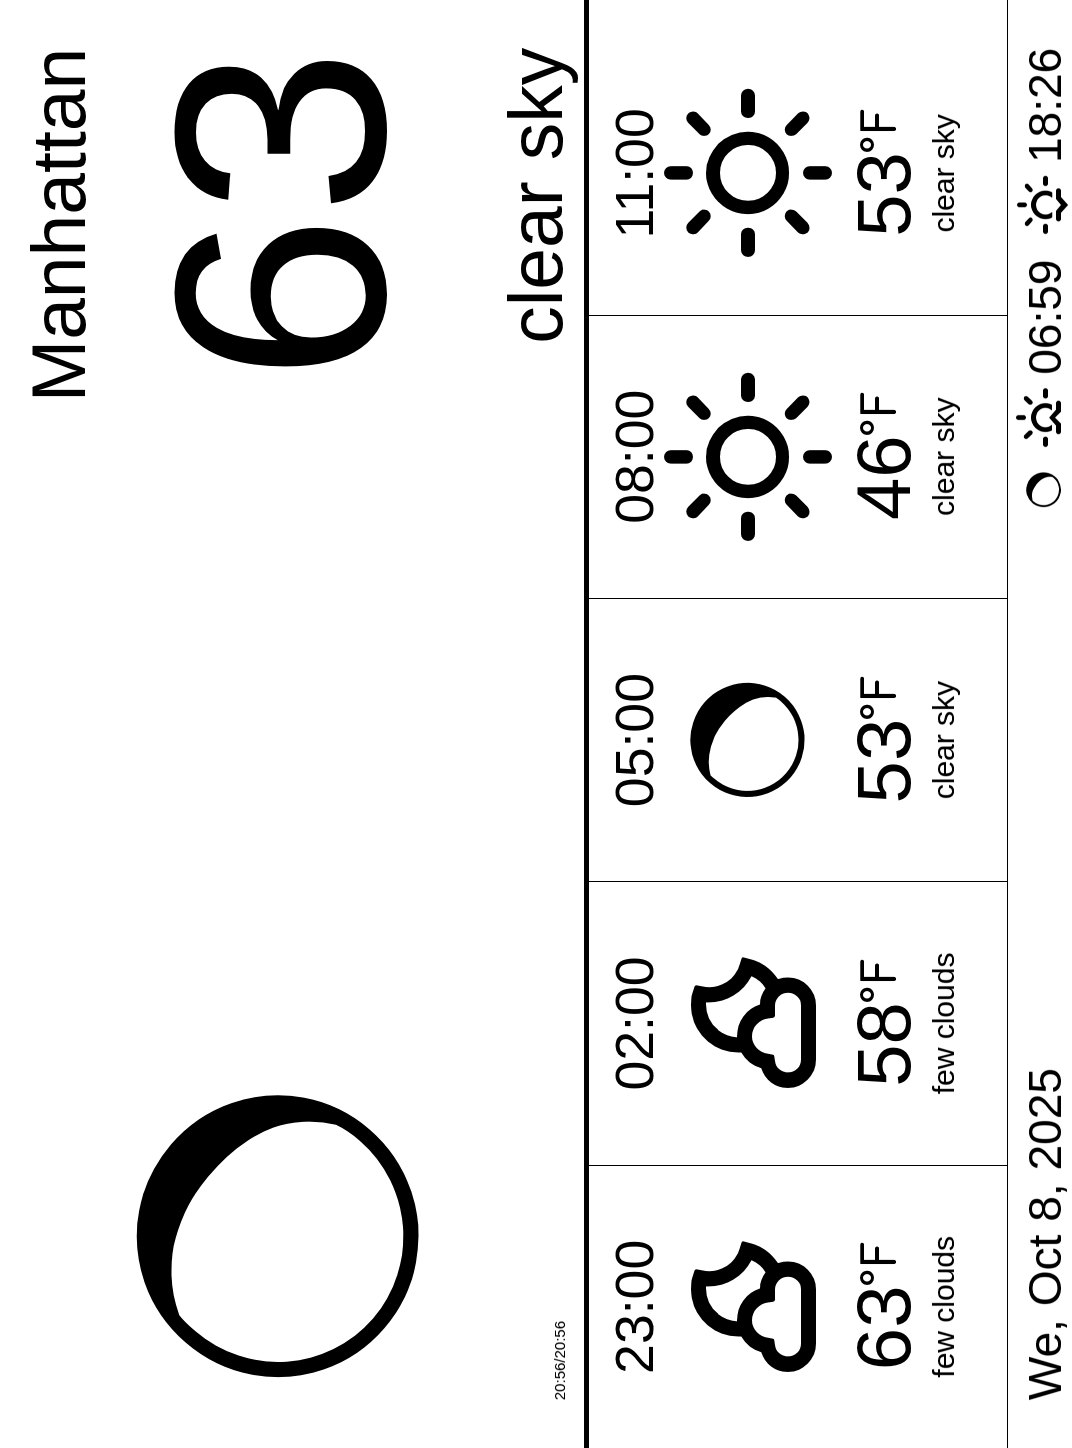 Manhattan
63
clear sky
20:56/20:56
23:00
63°F
few clouds
02:00
58°F
few clouds
05:00
53°F
clear sky
08:00
46°F
clear sky
11:00
53°F
clear sky
We, Oct 8, 2025
06:59
18:26